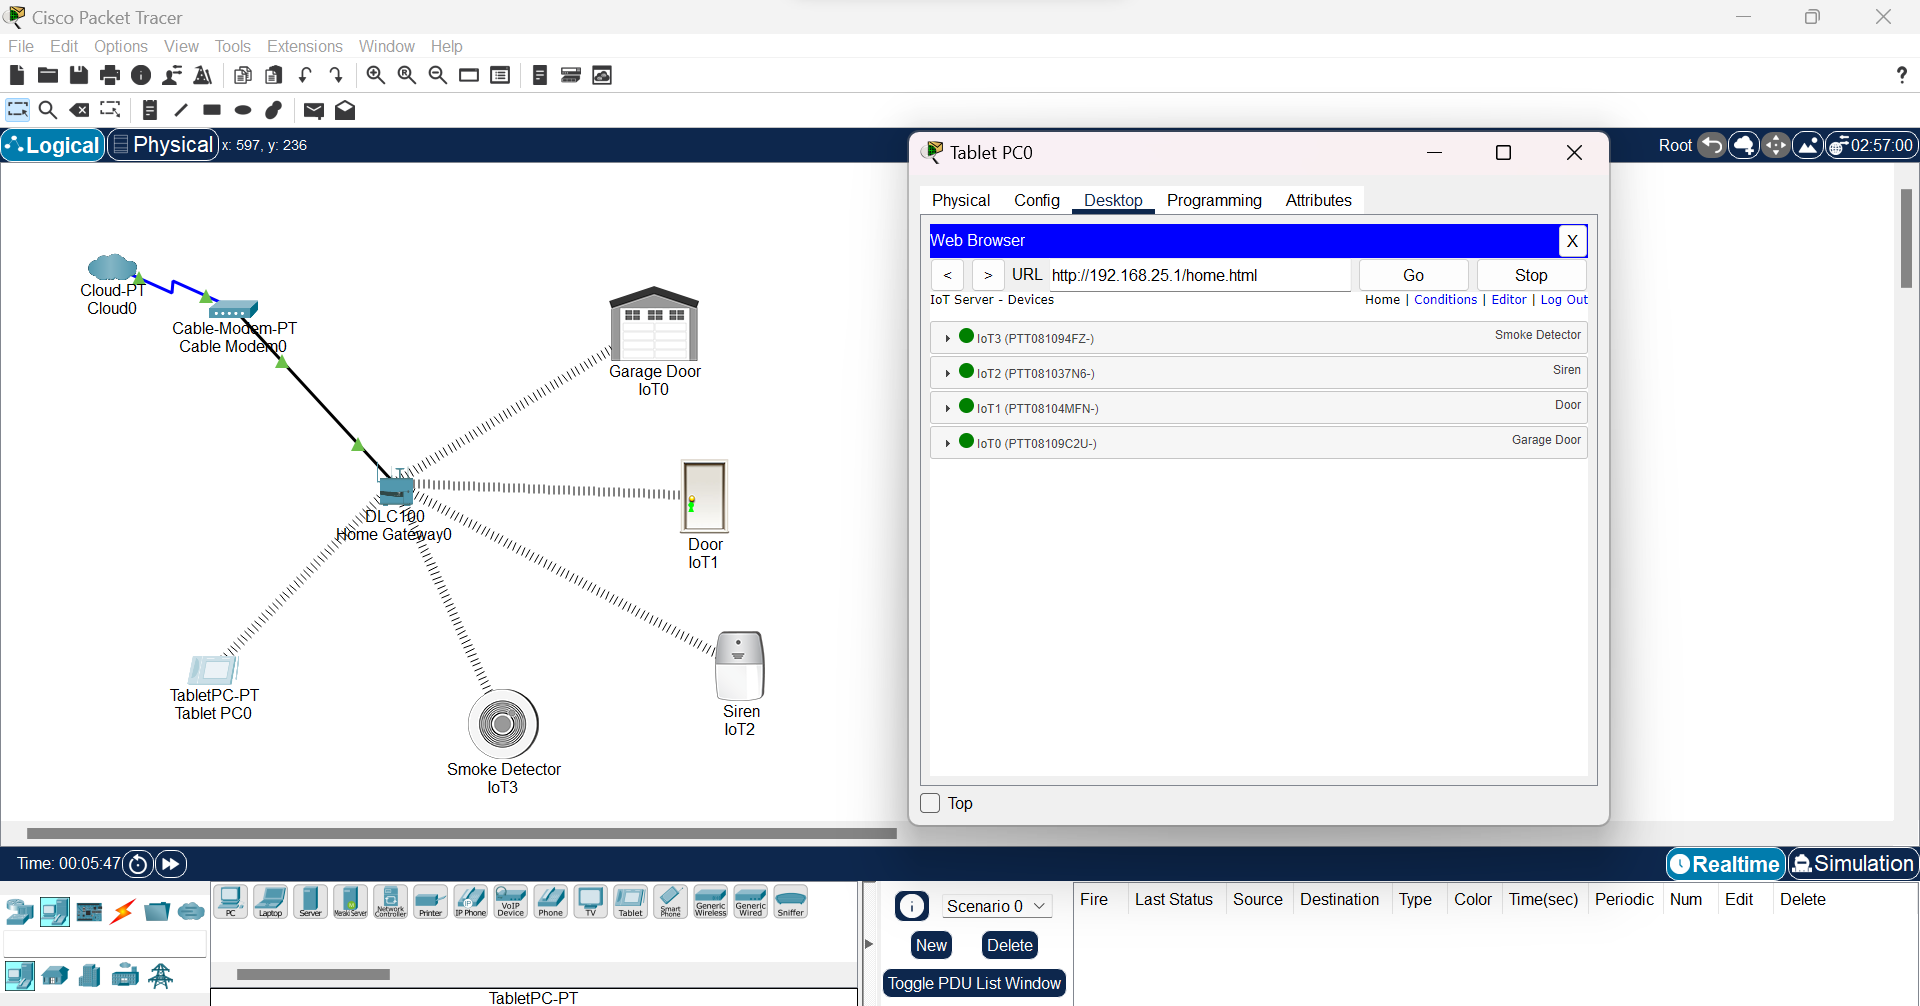 Cisco Packet Tracer
File Edit Options View Tools Extensions Window Help
Logical Physical x: 597, y: 236
Root 02:57:00
Cloud-PT
Cloud0
Cable-Modem-PT
Cable Modem0
Garage Door
IoT0
DLC100
Home Gateway0
Door
IoT1
TabletPC-PT
Tablet PC0
Siren
IoT2
Smoke Detector
IoT3
Tablet PC0
Physical Config Desktop Programming Attributes
Web Browser X
< > URL http://192.168.25.1/home.html Go Stop
IoT Server - Devices Home | Conditions | Editor | Log Out
IoT3 (PTT081094FZ-) Smoke Detector
IoT2 (PTT081037N6-) Siren
IoT1 (PTT08104MFN-) Door
IoT0 (PTT08109C2U-) Garage Door
Top
Time: 00:05:47 Realtime Simulation
PC Laptop Server Meraki Server Network Controller Printer IP Phone VoIP Device Phone TV Tablet Smart Phone Generic Wireless Generic Wired Sniffer
TabletPC-PT
Scenario 0
New Delete
Toggle PDU List Window
Fire Last Status Source Destination Type Color Time(sec) Periodic Num Edit Delete